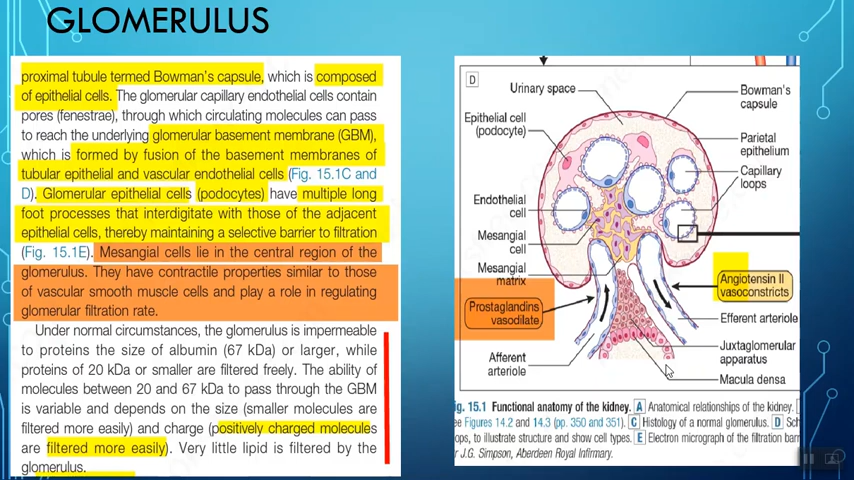 GLOMERULUS
proximal tubule termed Bowman's capsule, which is composed
of epithelial cells. The glomerular capillary endothelial cells contain
pores (fenestrae), through which circulating molecules can pass
to reach the underlying glomerular basement membrane (GBM),
which is formed by fusion of the basement membranes of
tubular epithelial and vascular endothelial cells (Fig. 15.1C and
D). Glomerular epithelial cells (podocytes) have multiple long
foot processes that interdigitate with those of the adjacent
epithelial cells, thereby maintaining a selective barrier to filtration
(Fig. 15.1E). Mesangial cells lie in the central region of the
glomerulus. They have contractile properties similar to those
of vascular smooth muscle cells and play a role in regulating
glomerular filtration rate.
Under normal circumstances, the glomerulus is impermeable
to proteins the size of albumin (67 kDa) or larger, while
proteins of 20 kDa or smaller are filtered freely. The ability of
molecules between 20 and 67 kDa to pass through the GBM
is variable and depends on the size (smaller molecules are
filtered more easily) and charge (positively charged molecules
are filtered more easily). Very little lipid is filtered by the
glomerulus.
D
Urinary space
Bowman's
capsule
Epithelial cell
(podocyte)
Parietal
epithelium
Capillary
loops
Endothelial
cell
Mesangial
cell
Mesangial
matrix
Angiotensin II
vasoconstricts
Prostaglandins
vasodilate
Efferent arteriole
Juxtaglomerular
apparatus
Afferent
arteriole
Macula densa
ig. 15.1 Functional anatomy of the kidney. A Anatomical relationships of the kidney.
ee Figures 14.2 and 14.3 (pp. 350 and 351). C Histology of a normal glomerulus. D Sch
ops, to illustrate structure and show cell types. E Electron micrograph of the filtration barr
r J.G. Simpson, Aberdeen Royal Infirmary.